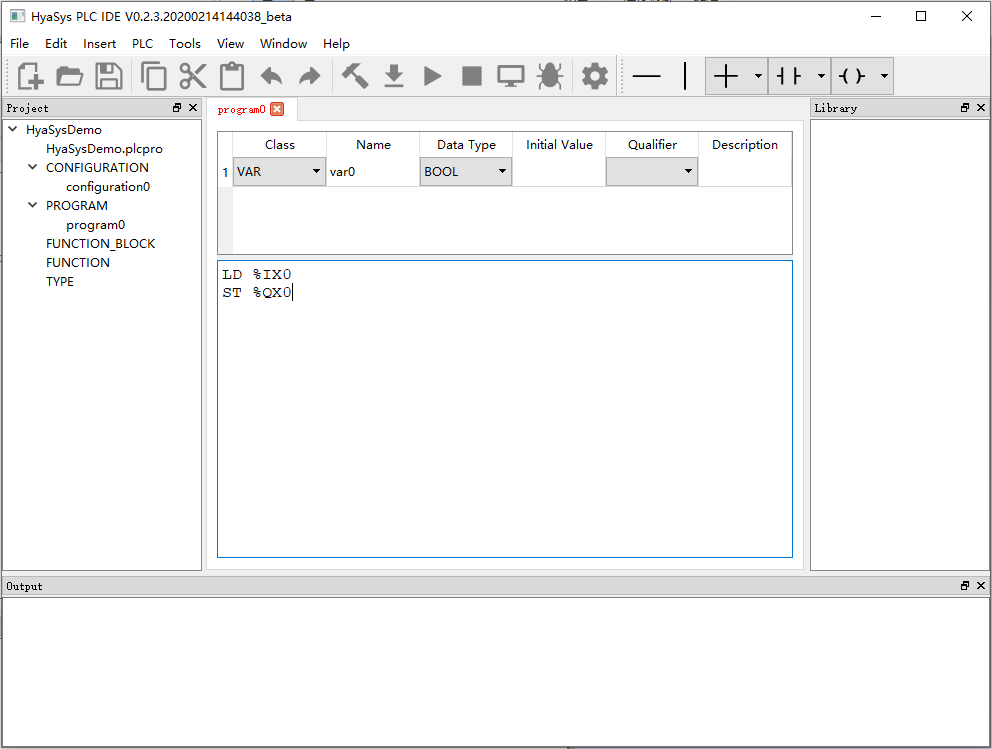 HyaSys PLC IDE V0.2.3.20200214144038_beta
File Edit Insert PLC Tools View Window Help
Project
HyaSysDemo
HyaSysDemo.plcpro
CONFIGURATION
configuration0
PROGRAM
program0
FUNCTION_BLOCK
FUNCTION
TYPE
program0
Class Name Data Type Initial Value Qualifier Description
1 VAR var0 BOOL
LD %IX0
ST %QX0
Library
Output